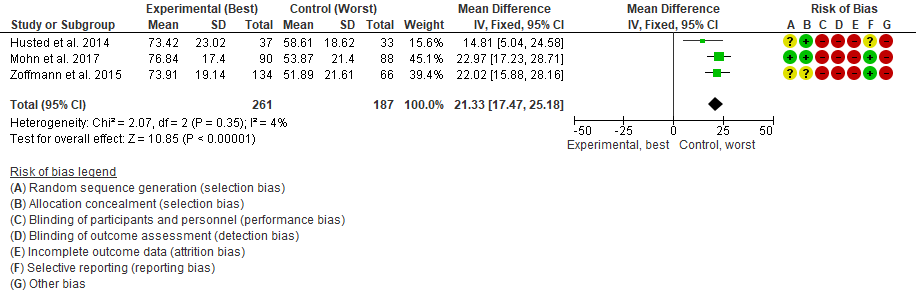 Experimental (Best) Control (Worst) Mean Difference Mean Difference Risk of Bias
Study or Subgroup Mean SD Total Mean SD Total Weight IV, Fixed, 95% CI IV, Fixed, 95% CI A B C D E F G
Husted et al. 2014 73.42 23.02 37 58.61 18.62 33 15.6% 14.81 [5.04, 24.58] ? + – – – ? –
Mohn et al. 2017 76.84 17.4 90 53.87 21.4 88 45.1% 22.97 [17.23, 28.71] + + – – – + –
Zoffmann et al. 2015 73.91 19.14 134 51.89 21.61 66 39.4% 22.02 [15.88, 28.16] ? ? – – – + –
Total (95% CI) 261 187 100.0% 21.33 [17.47, 25.18]
Heterogeneity: Chi² = 2.07, df = 2 (P = 0.35); I² = 4%
Test for overall effect: Z = 10.85 (P < 0.00001)
-50 -25 0 25 50
Experimental, best Control, worst
Risk of bias legend
(A) Random sequence generation (selection bias)
(B) Allocation concealment (selection bias)
(C) Blinding of participants and personnel (performance bias)
(D) Blinding of outcome assessment (detection bias)
(E) Incomplete outcome data (attrition bias)
(F) Selective reporting (reporting bias)
(G) Other bias